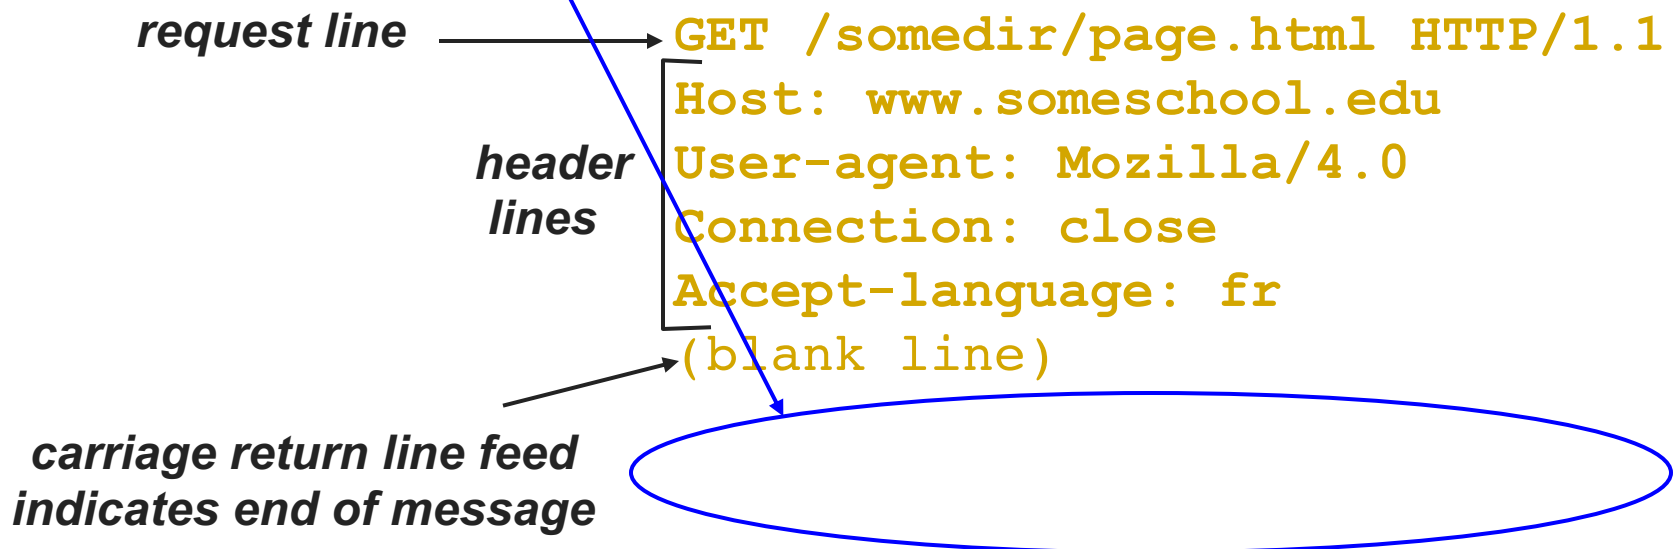 request line
GET /somedir/page.html HTTP/1.1
Host: www.someschool.edu
header
lines
User-agent: Mozilla/4.0
Connection: close
Accept-language: fr
(blank line)
carriage return line feed
indicates end of message